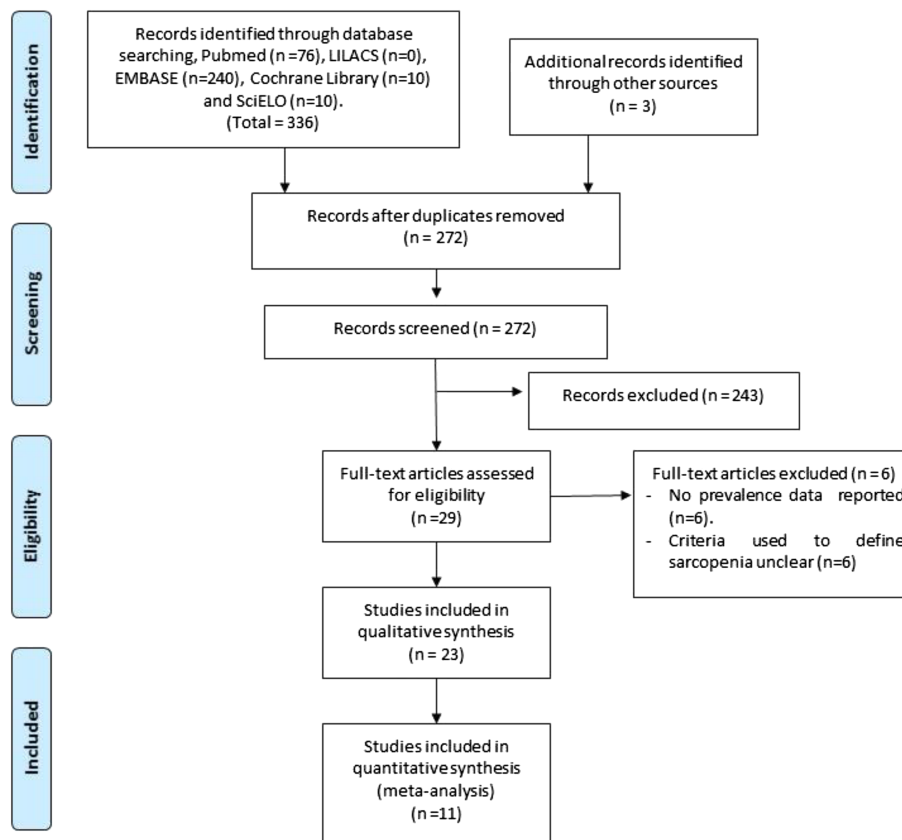 Identification
Records identified through database
searching, Pubmed (n =76), LILACS (n=0),
EMBASE (n=240), Cochrane Library (n=10)
and SciELO (n=10).
(Total = 336)
Additional records identified
through other sources
(n = 3)
Records after duplicates removed
(n = 272)
Screening
Records screened (n = 272)
Records excluded (n = 243)
Eligibility
Full-text articles assessed
for eligibility
(n =29)
Full-text articles excluded (n = 6)
- No prevalence data reported
(n=6).
- Criteria used to define
sarcopenia unclear (n=6)
Studies included in
qualitative synthesis
(n = 23)
Included
Studies included in
quantitative synthesis
(meta-analysis)
(n =11)